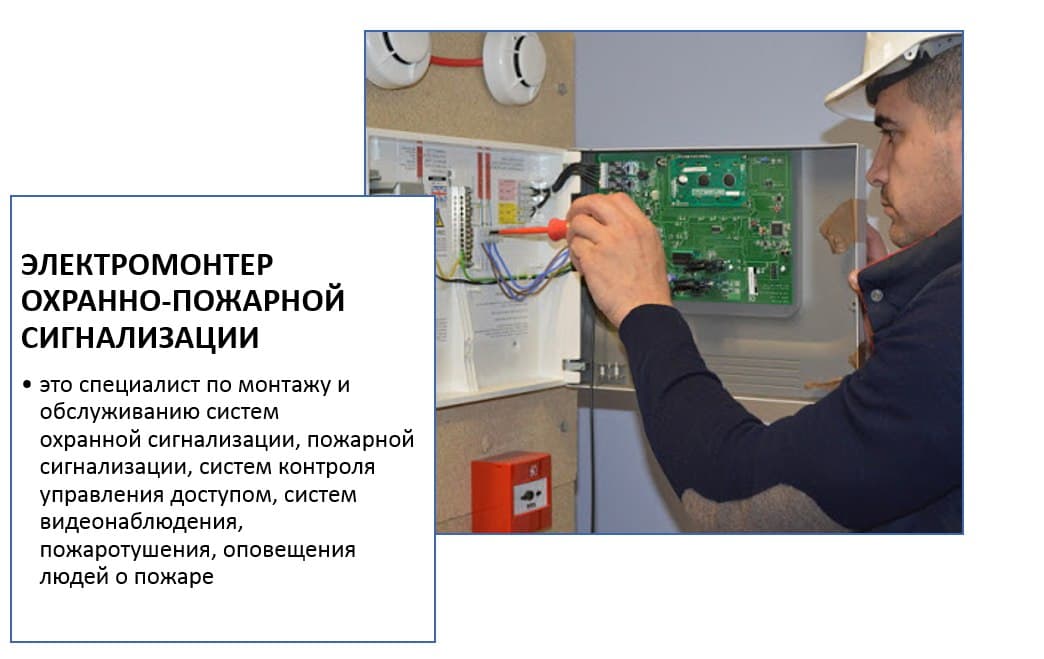 ЭЛЕКТРОМОНТЕР
ОХРАННО-ПОЖАРНОЙ
СИГНАЛИЗАЦИИ
• это специалист по монтажу и
обслуживанию систем
охранной сигнализации, пожарной
сигнализации, систем контроля
управления доступом, систем
видеонаблюдения,
пожаротушения, оповещения
людей о пожаре